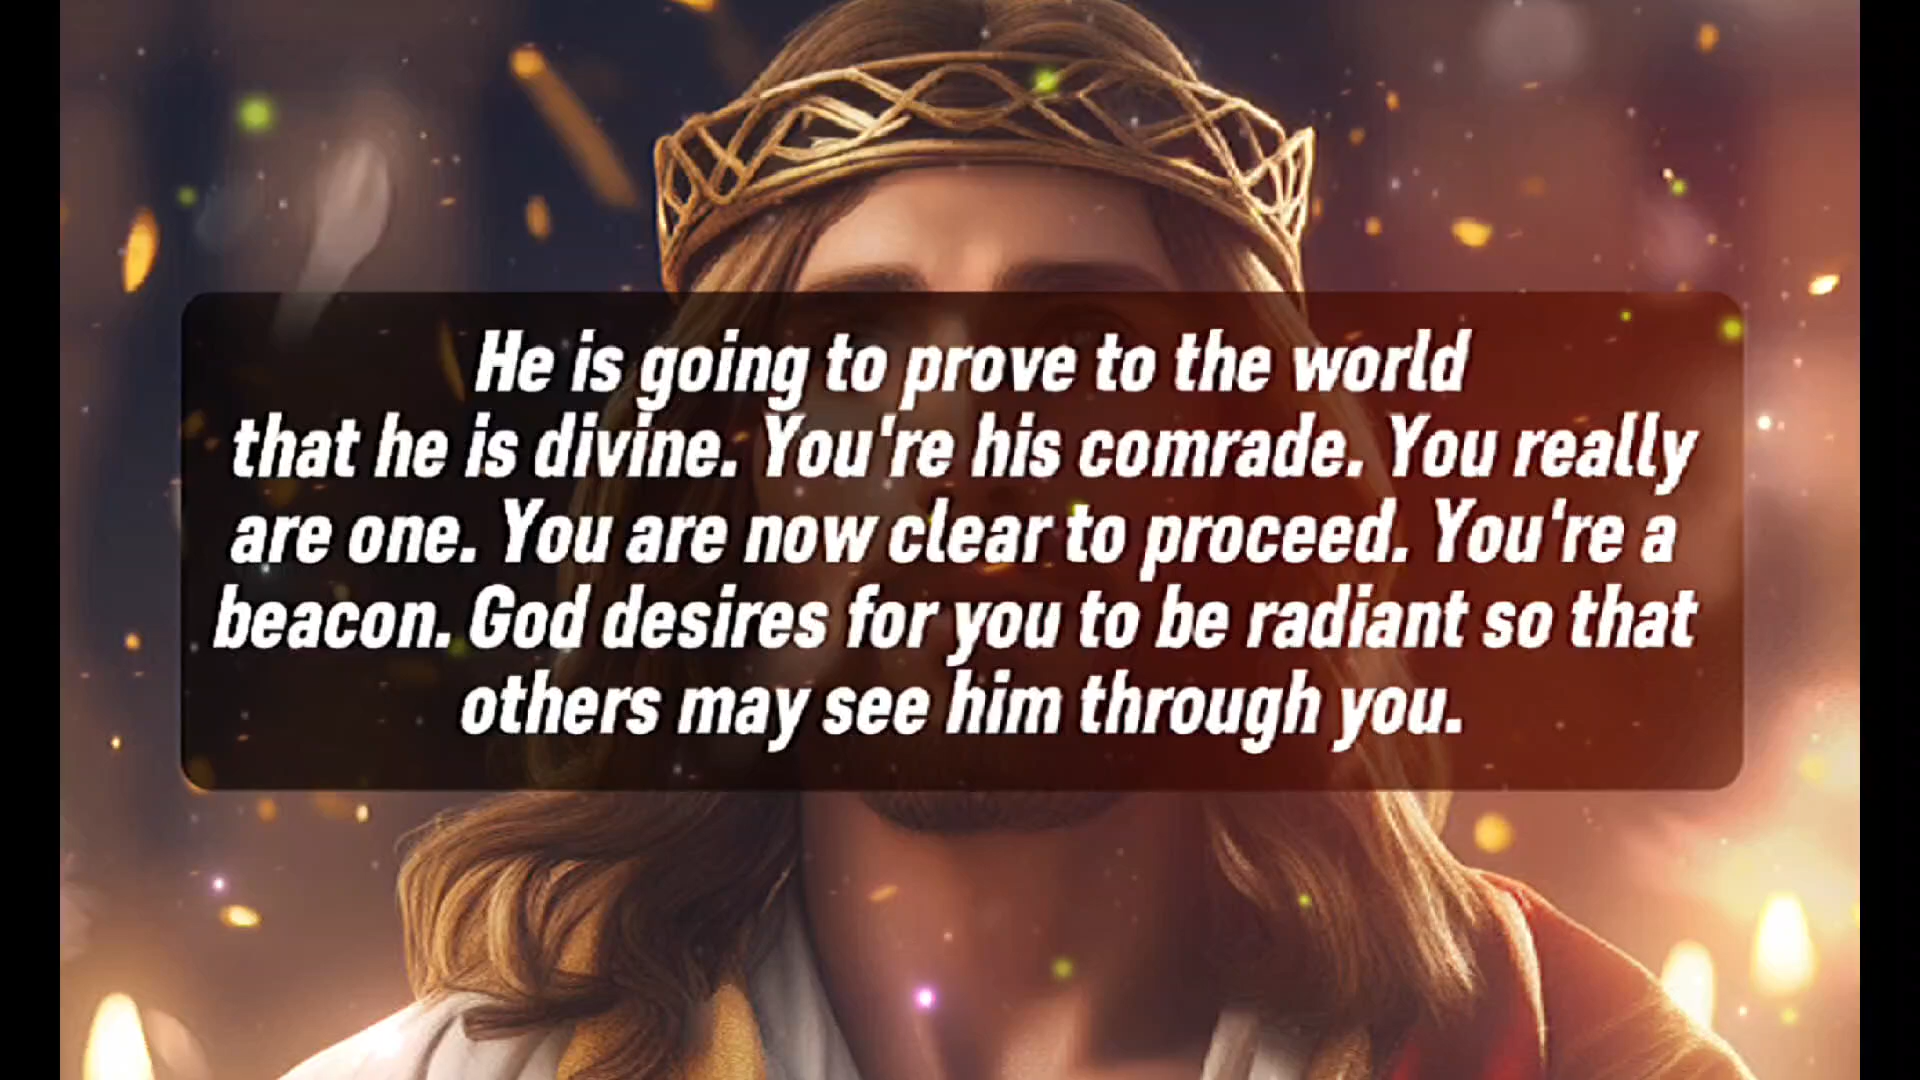 He is going to prove to the world
that he is divine. You're his comrade. You really
are one. You are now clear to proceed. You're a
beacon. God desires for you to be radiant so that
others may see him through you.